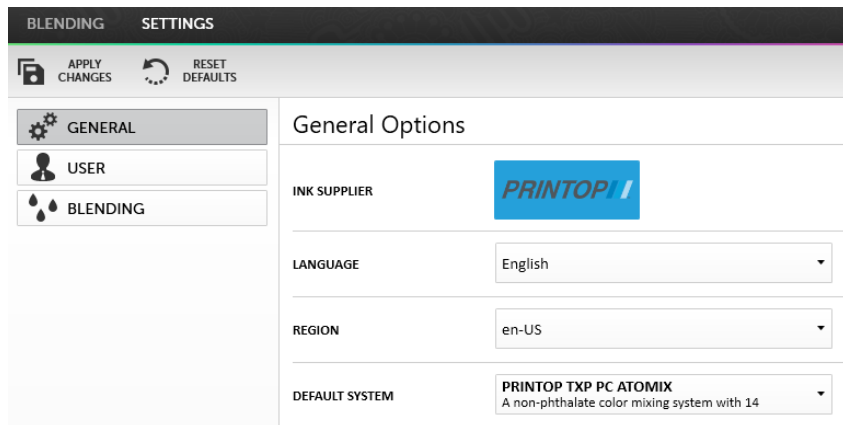 BLENDING SETTINGS
APPLY
CHANGES
RESET
DEFAULTS
GENERAL
USER
BLENDING
General Options
INK SUPPLIER
PRINTOP
LANGUAGE
English
REGION
en-US
DEFAULT SYSTEM
PRINTOP TXP PC ATOMIX
A non-phthalate color mixing system with 14